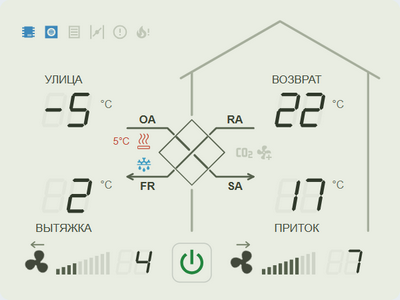 УЛИЦА ВОЗВРАТ
-5 °C 22 °C
OA RA
5°C CO2
FR SA
2 °C 17 °C
ВЫТЯЖКА ПРИТОК
4 7